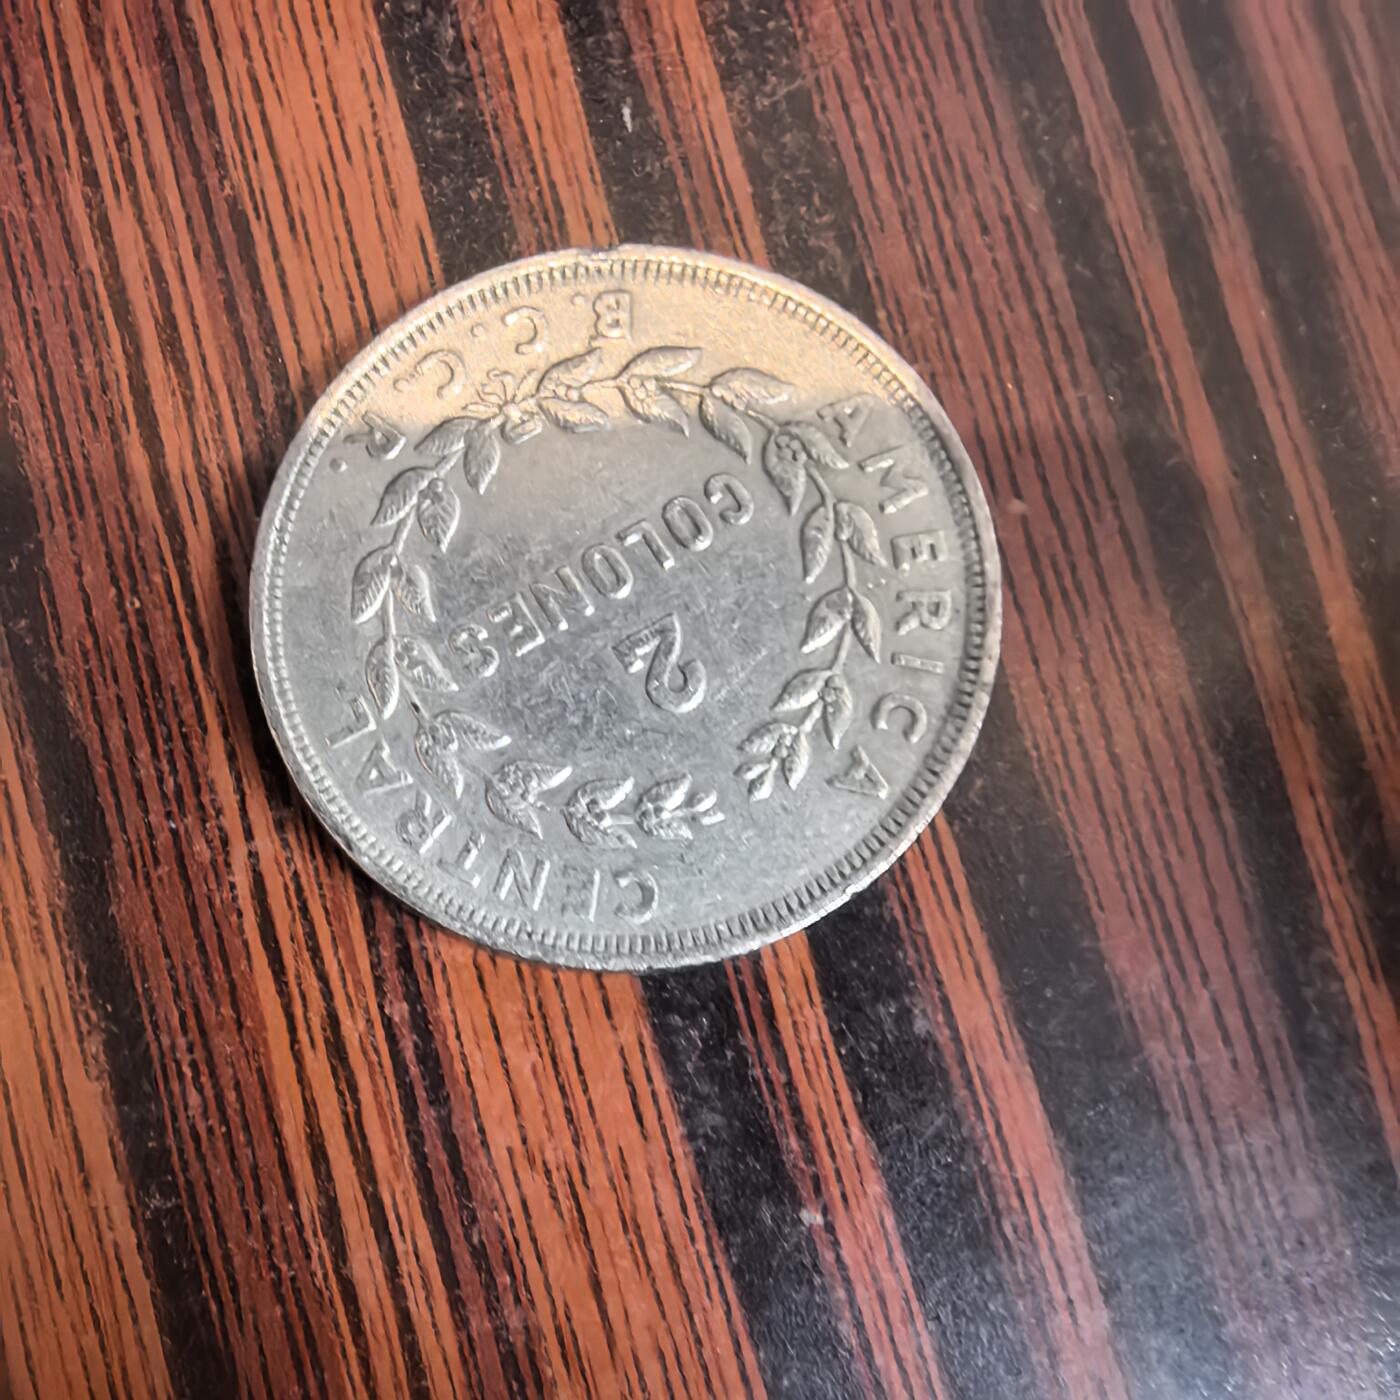 AMERICA CENTRAL
2
COLONES
B.C.C.R.